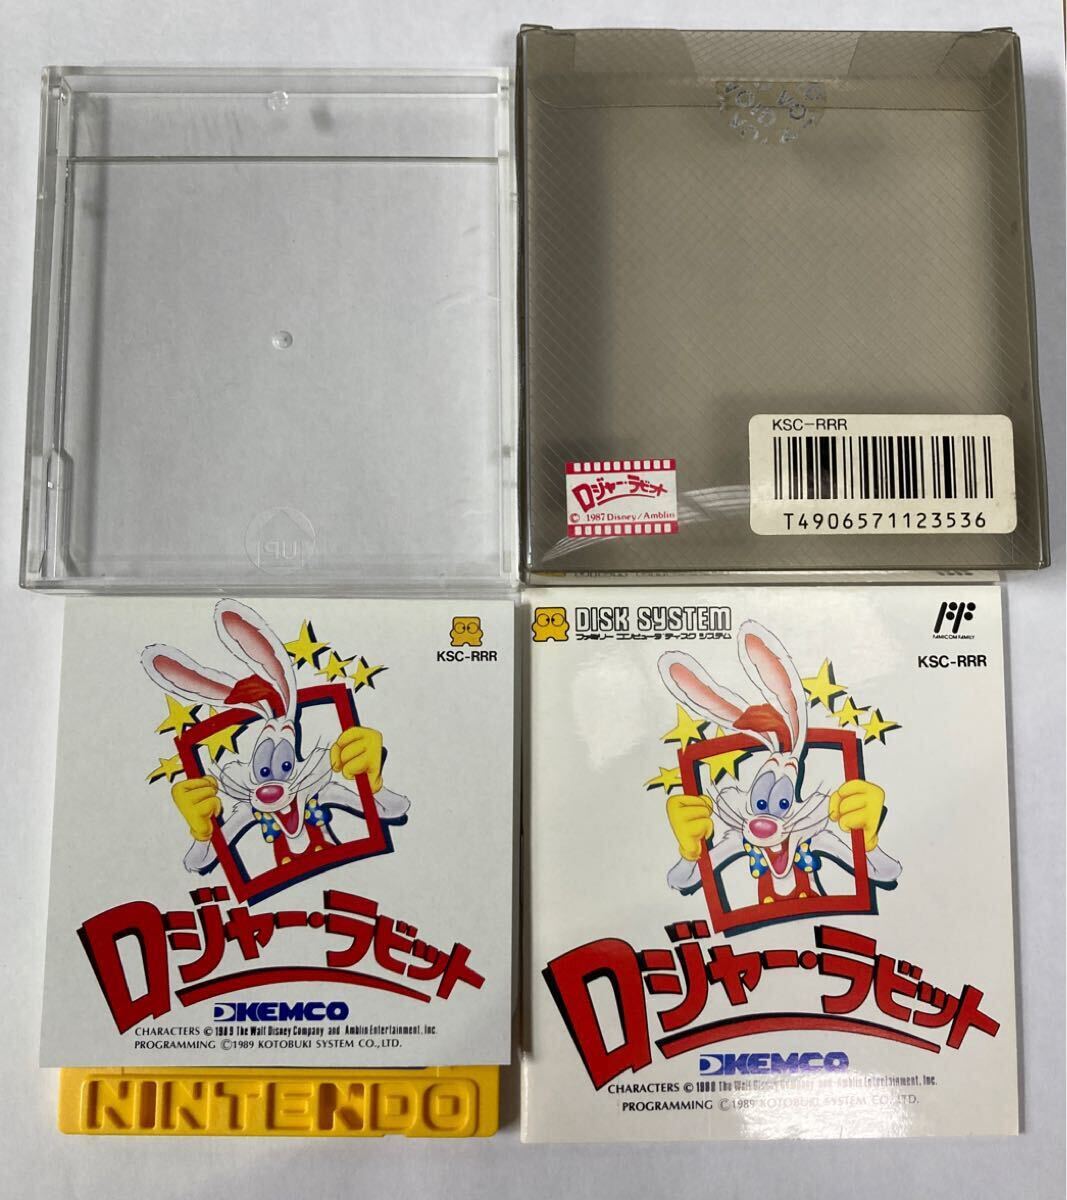 KSC-RRR
T4906571123536
ロジャー・ラビット
© 1987 Disney/Amblin
KSC-RRR
ロジャー・ラビット
KEMCO
CHARACTERS © 1989 The Walt Disney Company and Amblin Entertainment, Inc.
PROGRAMMING ©1989 KOTOBUKI SYSTEM CO., LTD.
NINTENDO
DISK SYSTEM
ファミリー コンピュータ ディスク システム
FAMICOM FAMILY
KSC-RRR
ロジャー・ラビット
KEMCO
CHARACTERS © 1989 The Walt Disney Company and Amblin Entertainment, Inc.
PROGRAMMING ©1989 KOTOBUKI SYSTEM CO., LTD.
UP